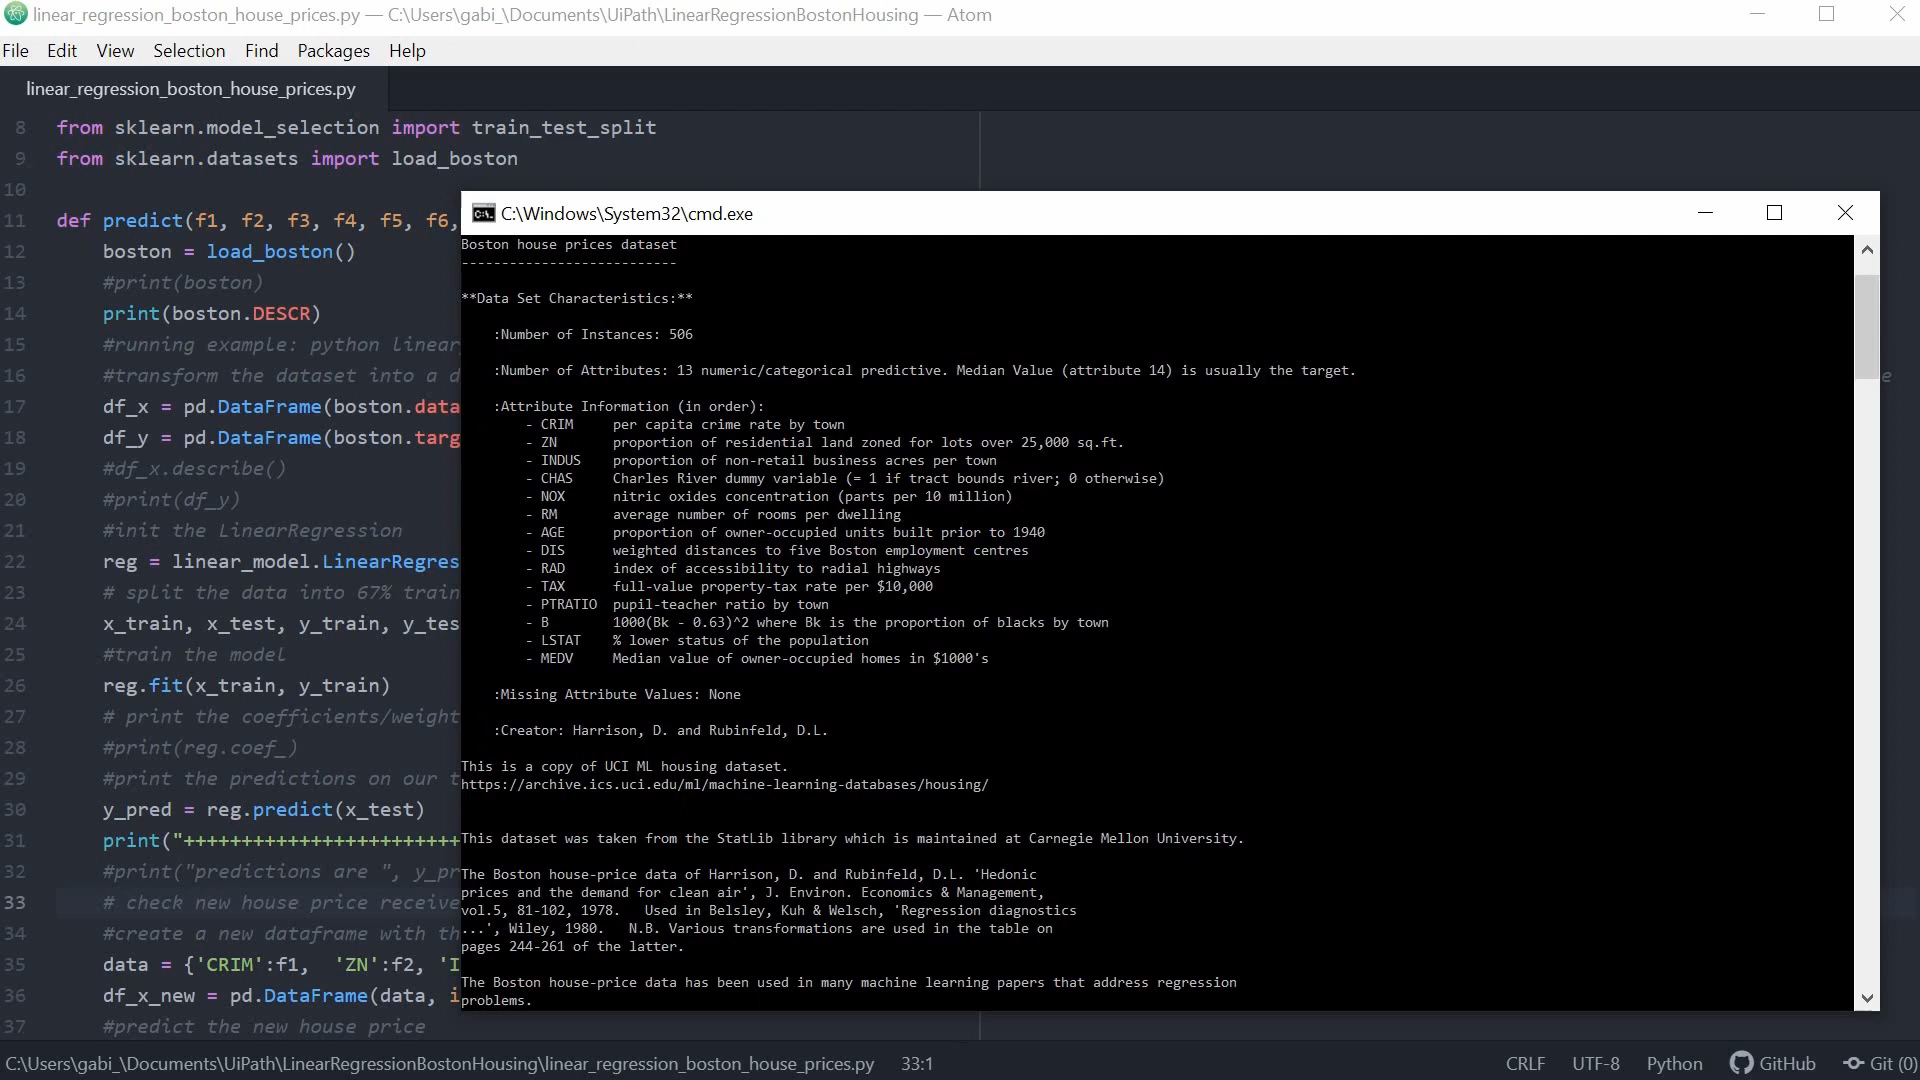 linear_regression_boston_house_prices.py — C:\Users\gabi_\Documents\UiPath\LinearRegressionBostonHousing — Atom
File Edit View Selection Find Packages Help
linear_regression_boston_house_prices.py
8 from sklearn.model_selection import train_test_split
9 from sklearn.datasets import load_boston
10
11 def predict(f1, f2, f3, f4, f5, f6,
12 boston = load_boston()
13 #print(boston)
14 print(boston.DESCR)
15 #running example: python linear
16 #transform the dataset into a d
17 df_x = pd.DataFrame(boston.data
18 df_y = pd.DataFrame(boston.targ
19 #df_x.describe()
20 #print(df_y)
21 #init the LinearRegression
22 reg = linear_model.LinearRegres
23 # split the data into 67% train
24 x_train, x_test, y_train, y_tes
25 #train the model
26 reg.fit(x_train, y_train)
27 # print the coefficients/weight
28 #print(reg.coef_)
29 #print the predictions on our t
30 y_pred = reg.predict(x_test)
31 print("++++++++++++++++++++++++
32 #print("predictions are ", y_pr
33 # check new house price receive
34 #create a new dataframe with th
35 data = {'CRIM':f1, 'ZN':f2, 'I
36 df_x_new = pd.DataFrame(data, i
37 #predict the new house price
e
C:\Windows\System32\cmd.exe
Boston house prices dataset
---------------------------
**Data Set Characteristics:**
:Number of Instances: 506
:Number of Attributes: 13 numeric/categorical predictive. Median Value (attribute 14) is usually the target.
:Attribute Information (in order):
- CRIM per capita crime rate by town
- ZN proportion of residential land zoned for lots over 25,000 sq.ft.
- INDUS proportion of non-retail business acres per town
- CHAS Charles River dummy variable (= 1 if tract bounds river; 0 otherwise)
- NOX nitric oxides concentration (parts per 10 million)
- RM average number of rooms per dwelling
- AGE proportion of owner-occupied units built prior to 1940
- DIS weighted distances to five Boston employment centres
- RAD index of accessibility to radial highways
- TAX full-value property-tax rate per $10,000
- PTRATIO pupil-teacher ratio by town
- B 1000(Bk - 0.63)^2 where Bk is the proportion of blacks by town
- LSTAT % lower status of the population
- MEDV Median value of owner-occupied homes in $1000's
:Missing Attribute Values: None
:Creator: Harrison, D. and Rubinfeld, D.L.
This is a copy of UCI ML housing dataset.
https://archive.ics.uci.edu/ml/machine-learning-databases/housing/
This dataset was taken from the StatLib library which is maintained at Carnegie Mellon University.
The Boston house-price data of Harrison, D. and Rubinfeld, D.L. 'Hedonic
prices and the demand for clean air', J. Environ. Economics & Management,
vol.5, 81-102, 1978. Used in Belsley, Kuh & Welsch, 'Regression diagnostics
...', Wiley, 1980. N.B. Various transformations are used in the table on
pages 244-261 of the latter.
The Boston house-price data has been used in many machine learning papers that address regression
problems.
C:\Users\gabi_\Documents\UiPath\LinearRegressionBostonHousing\linear_regression_boston_house_prices.py 33:1 CRLF UTF-8 Python GitHub Git (0)